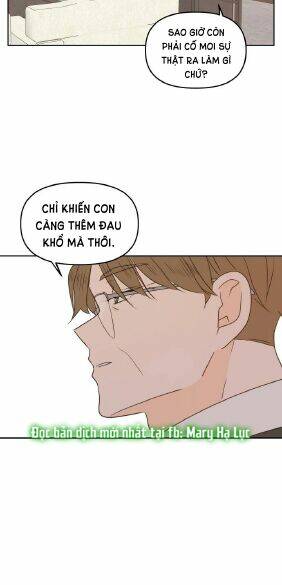 SAO GIỜ CÒN
PHẢI CỐ MOI SỰ
THẬT RA LÀM GÌ
CHỨ?
CHỈ KHIẾN CON
CÀNG THÊM ĐAU
KHỔ MÀ THÔI.
Đọc bản dịch mới nhất tại fb: Mary Hạ Lục